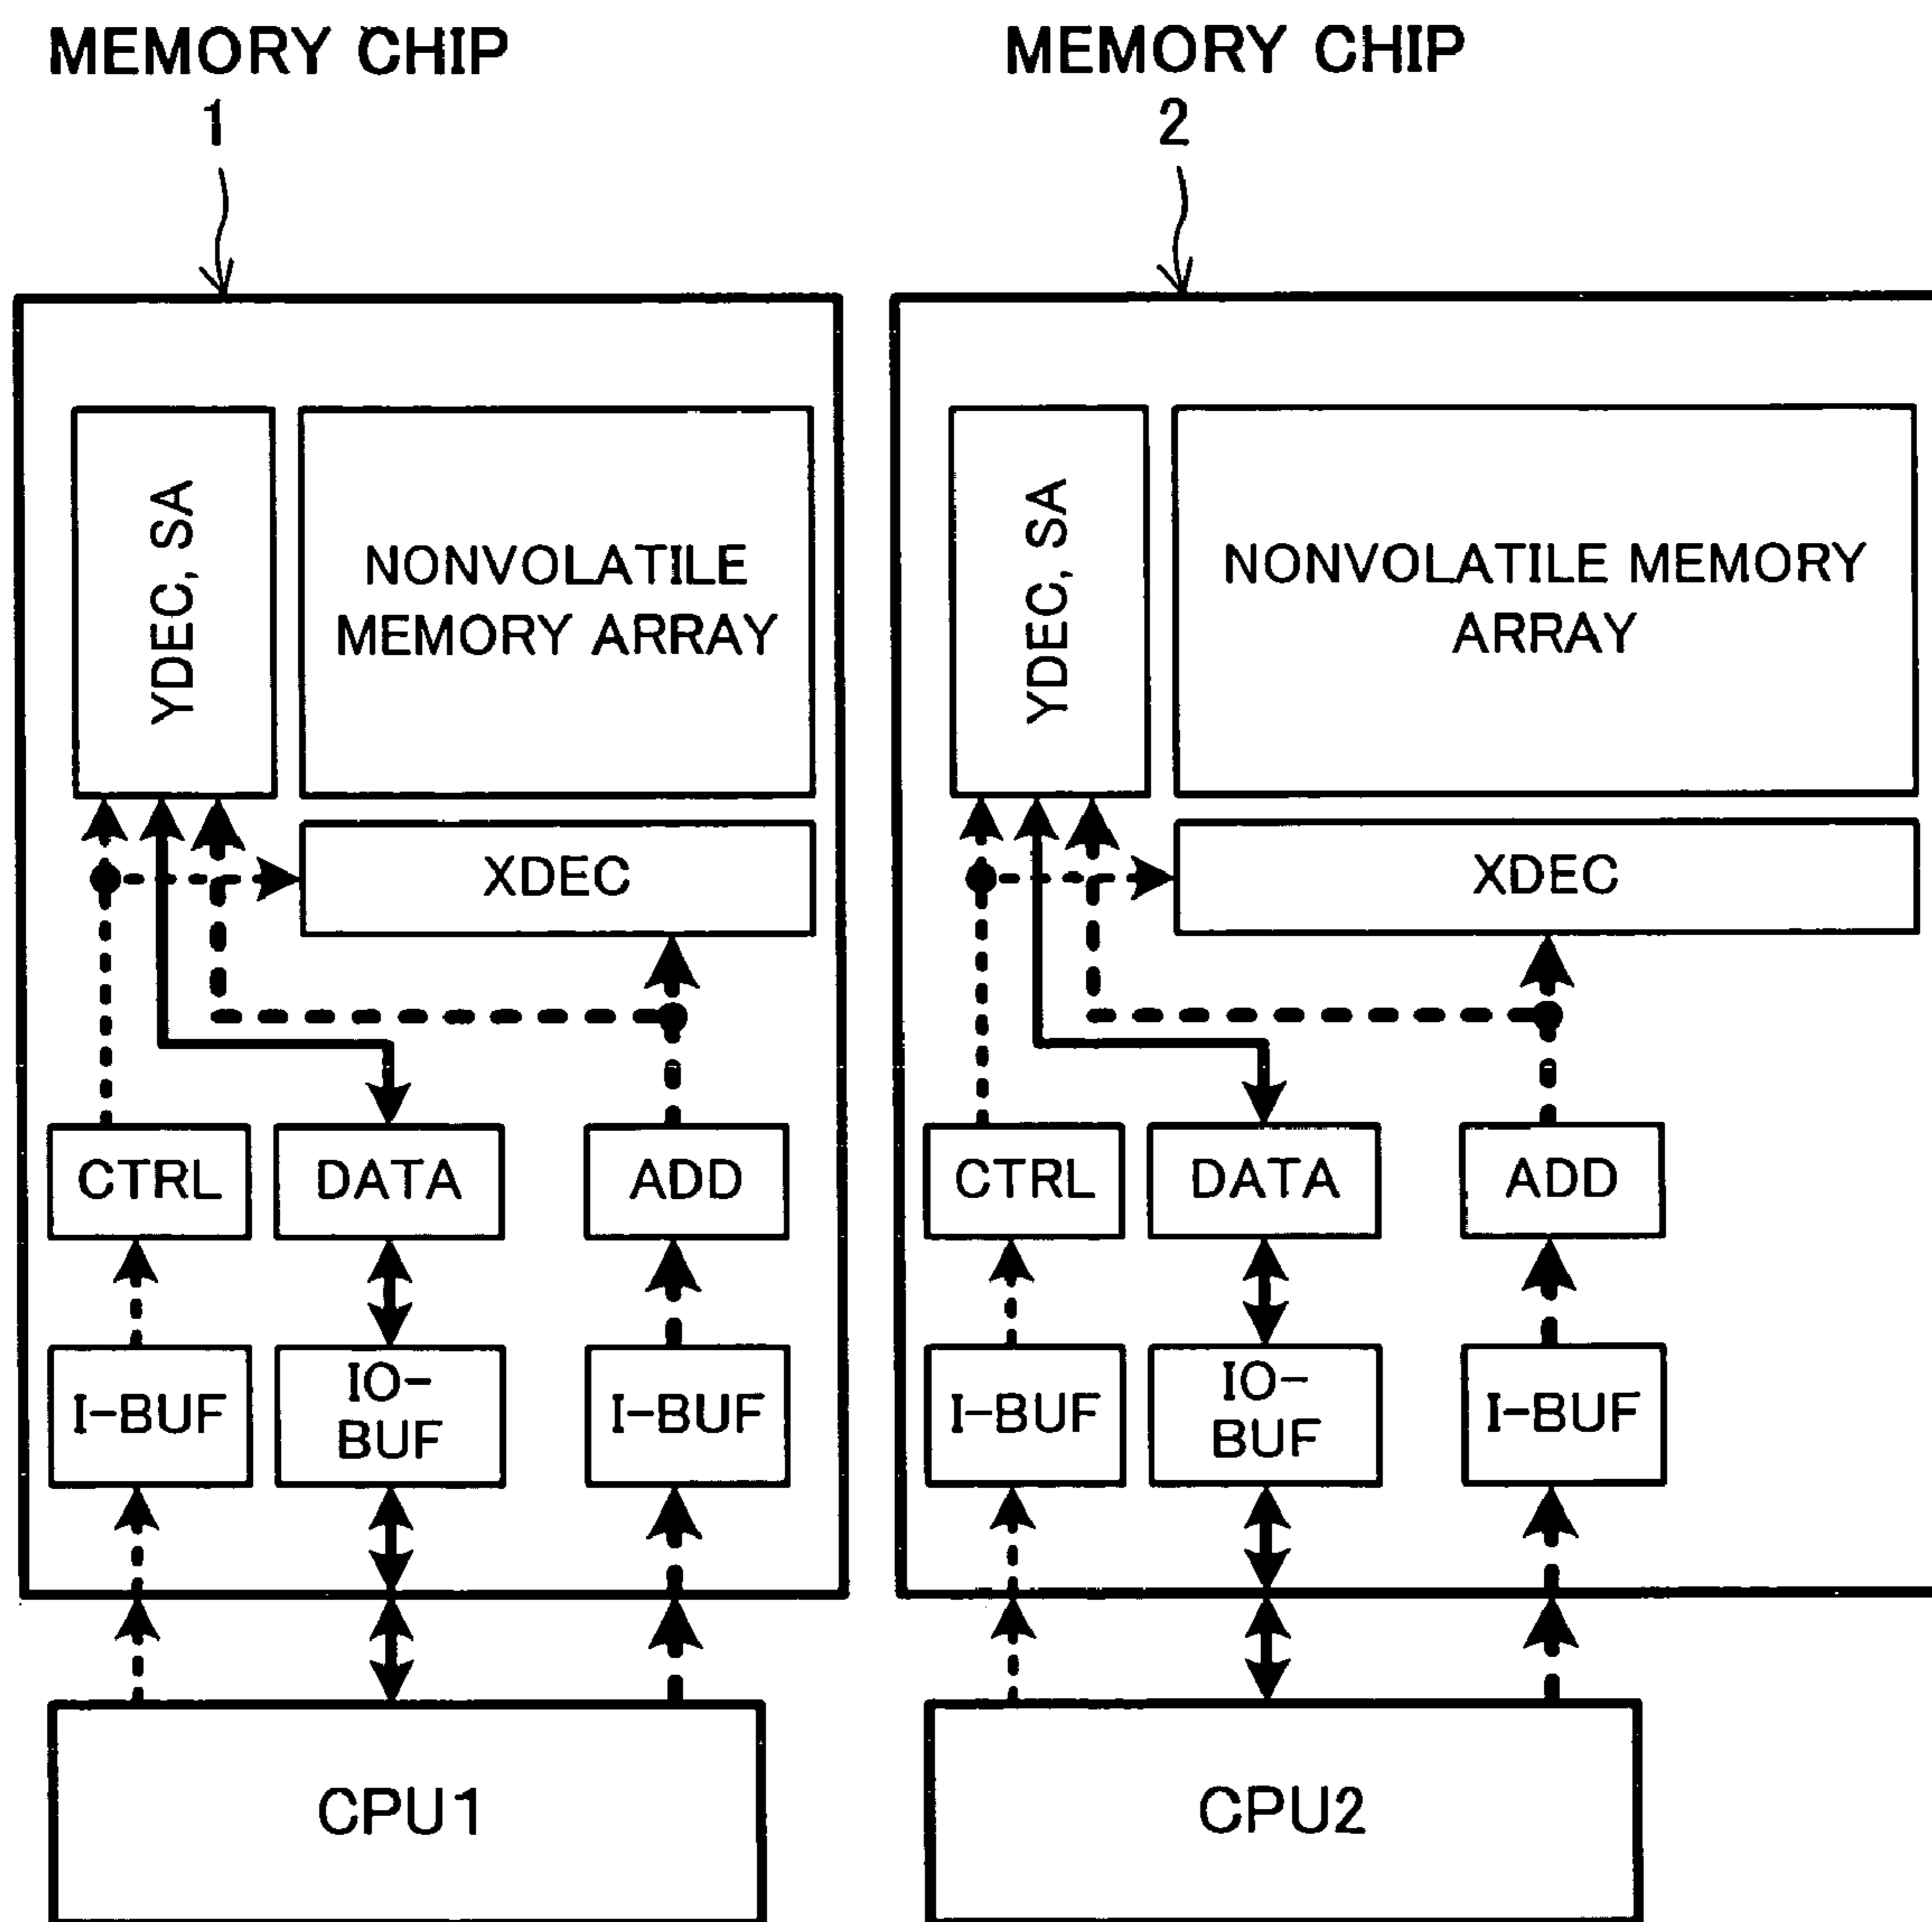 MEMORY CHIP
1
YDEC, SA
NONVOLATILE
MEMORY ARRAY
XDEC
CTRL
DATA
ADD
I-BUF
IO-
BUF
I-BUF
CPU1
MEMORY CHIP
2
YDEC, SA
NONVOLATILE MEMORY
ARRAY
XDEC
CTRL
DATA
ADD
I-BUF
IO-
BUF
I-BUF
CPU2